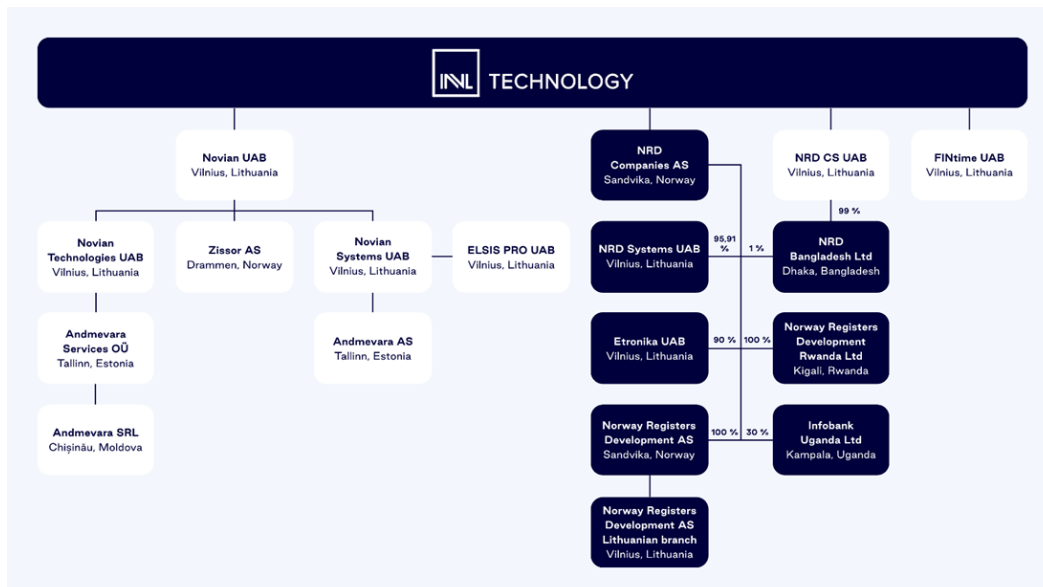 INVL TECHNOLOGY
Novian UAB
Vilnius, Lithuania
NRD
Companies AS
Sandvika, Norway
NRD CS UAB
Vilnius, Lithuania
FINtime UAB
Vilnius, Lithuania
99 %
Novian
Technologies UAB
Vilnius, Lithuania
Zissor AS
Drammen, Norway
Novian
Systems UAB
Vilnius, Lithuania
ELSIS PRO UAB
Vilnius, Lithuania
NRD Systems UAB
Vilnius, Lithuania
95,91
%
1 %
NRD
Bangladesh Ltd
Dhaka, Bangladesh
Andmevara
Services OÜ
Tallinn, Estonia
Andmevara AS
Tallinn, Estonia
Etronika UAB
Vilnius, Lithuania
90 %
100 %
Norway Registers
Development
Rwanda Ltd
Kigali, Rwanda
Andmevara SRL
Chișinău, Moldova
Norway Registers
Development AS
Sandvika, Norway
100 %
30 %
Infobank
Uganda Ltd
Kampala, Uganda
Norway Registers
Development AS
Lithuanian branch
Vilnius, Lithuania